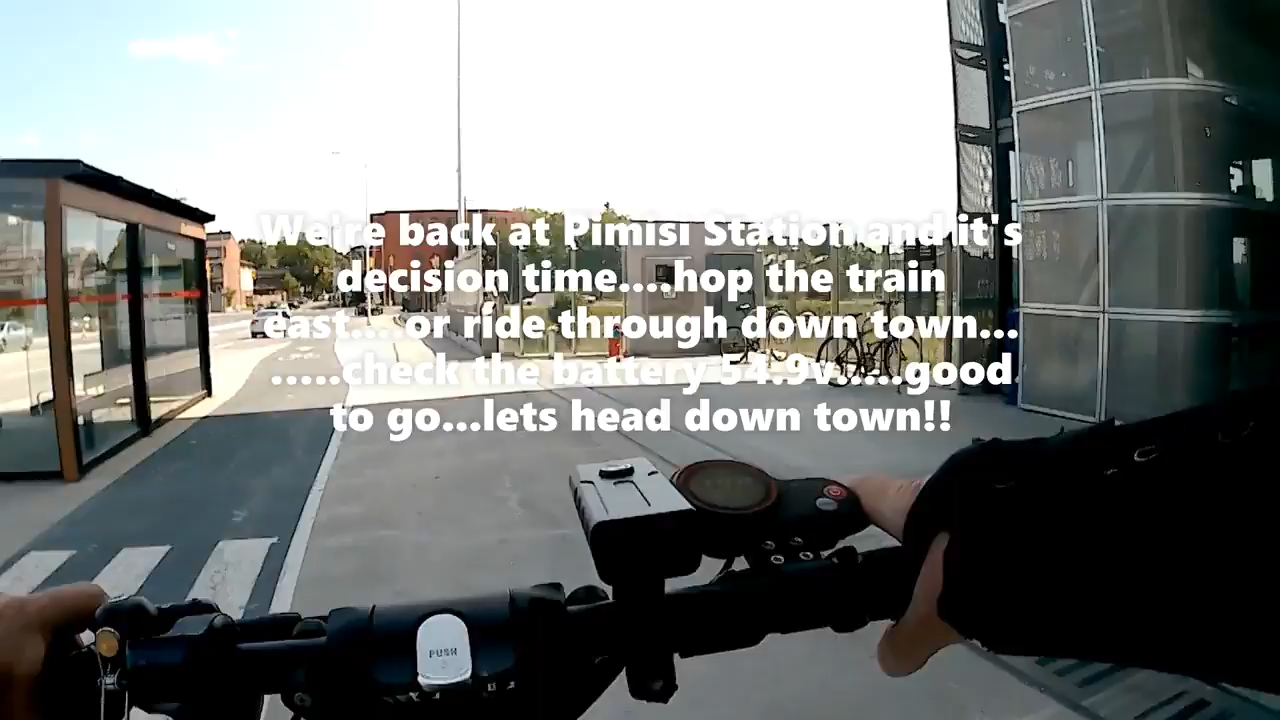 We're back at Pimisi Station and it's
decision time....hop the train
east... or ride through down town...
.....check the battery 54.9v.....good
to go...lets head down town!!
PUSH